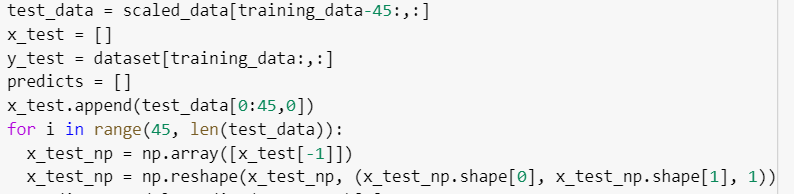 test_data = scaled_data[training_data-45:,:]
x_test = []
y_test = dataset[training_data:,:]
predicts = []
x_test.append(test_data[0:45,0])
for i in range(45, len(test_data)):
  x_test_np = np.array([x_test[-1]])
  x_test_np = np.reshape(x_test_np, (x_test_np.shape[0], x_test_np.shape[1], 1))